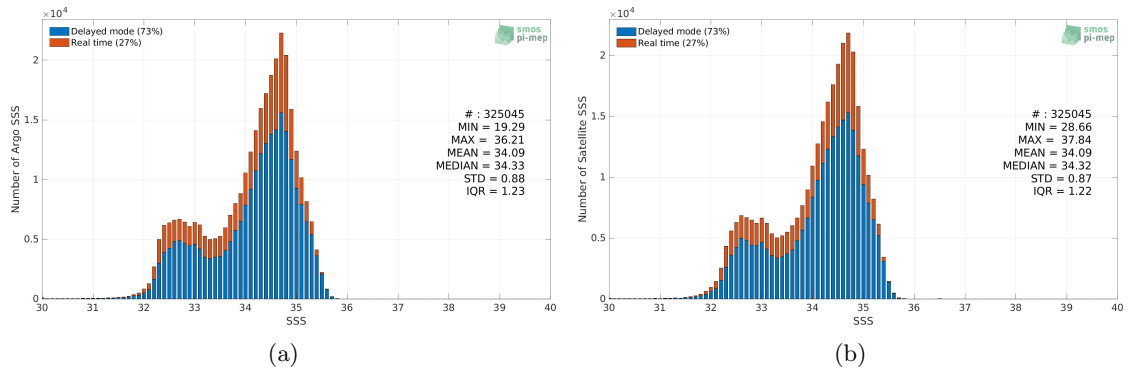 ×10^4
Delayed mode (73%)
Real time (27%)
smos
pi-mep
Number of Argo SSS
2
1.5
1
0.5
0
# : 325045
MIN = 19.29
MAX = 36.21
MEAN = 34.09
MEDIAN = 34.33
STD = 0.88
IQR = 1.23
30 31 32 33 34 35 36 37 38 39 40
SSS
(a)
×10^4
Delayed mode (73%)
Real time (27%)
smos
pi-mep
Number of Satellite SSS
2
1.5
1
0.5
0
# : 325045
MIN = 28.66
MAX = 37.84
MEAN = 34.09
MEDIAN = 34.32
STD = 0.87
IQR = 1.22
30 31 32 33 34 35 36 37 38 39 40
SSS
(b)